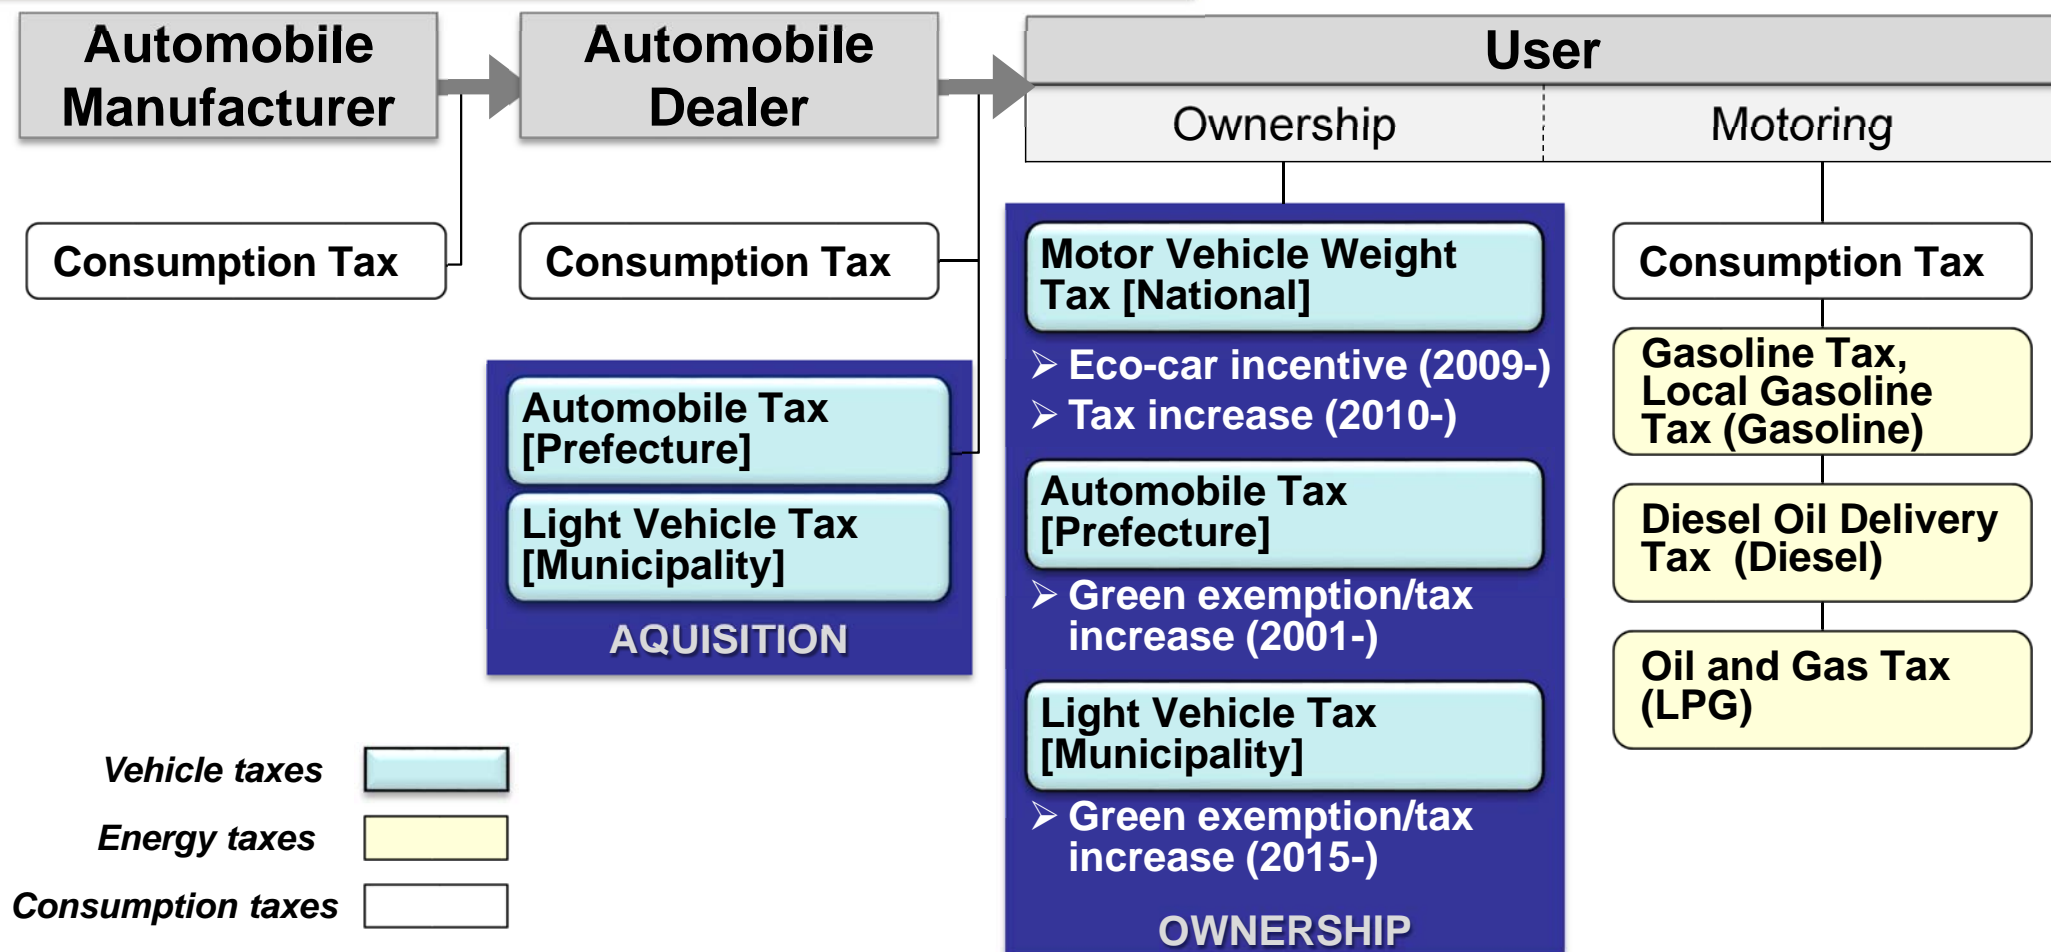 Automobile
Manufacturer
Automobile
Dealer
User
Ownership
Motoring
Consumption Tax
Consumption Tax
Automobile Tax
[Prefecture]
Light Vehicle Tax
[Municipality]
AQUISITION
Motor Vehicle Weight
Tax [National]
➢ Eco-car incentive (2009-)
➢ Tax increase (2010-)
Automobile Tax
[Prefecture]
➢ Green exemption/tax
increase (2001-)
Light Vehicle Tax
[Municipality]
➢ Green exemption/tax
increase (2015-)
OWNERSHIP
Consumption Tax
Gasoline Tax,
Local Gasoline
Tax (Gasoline)
Diesel Oil Delivery
Tax (Diesel)
Oil and Gas Tax
(LPG)
Vehicle taxes
Energy taxes
Consumption taxes